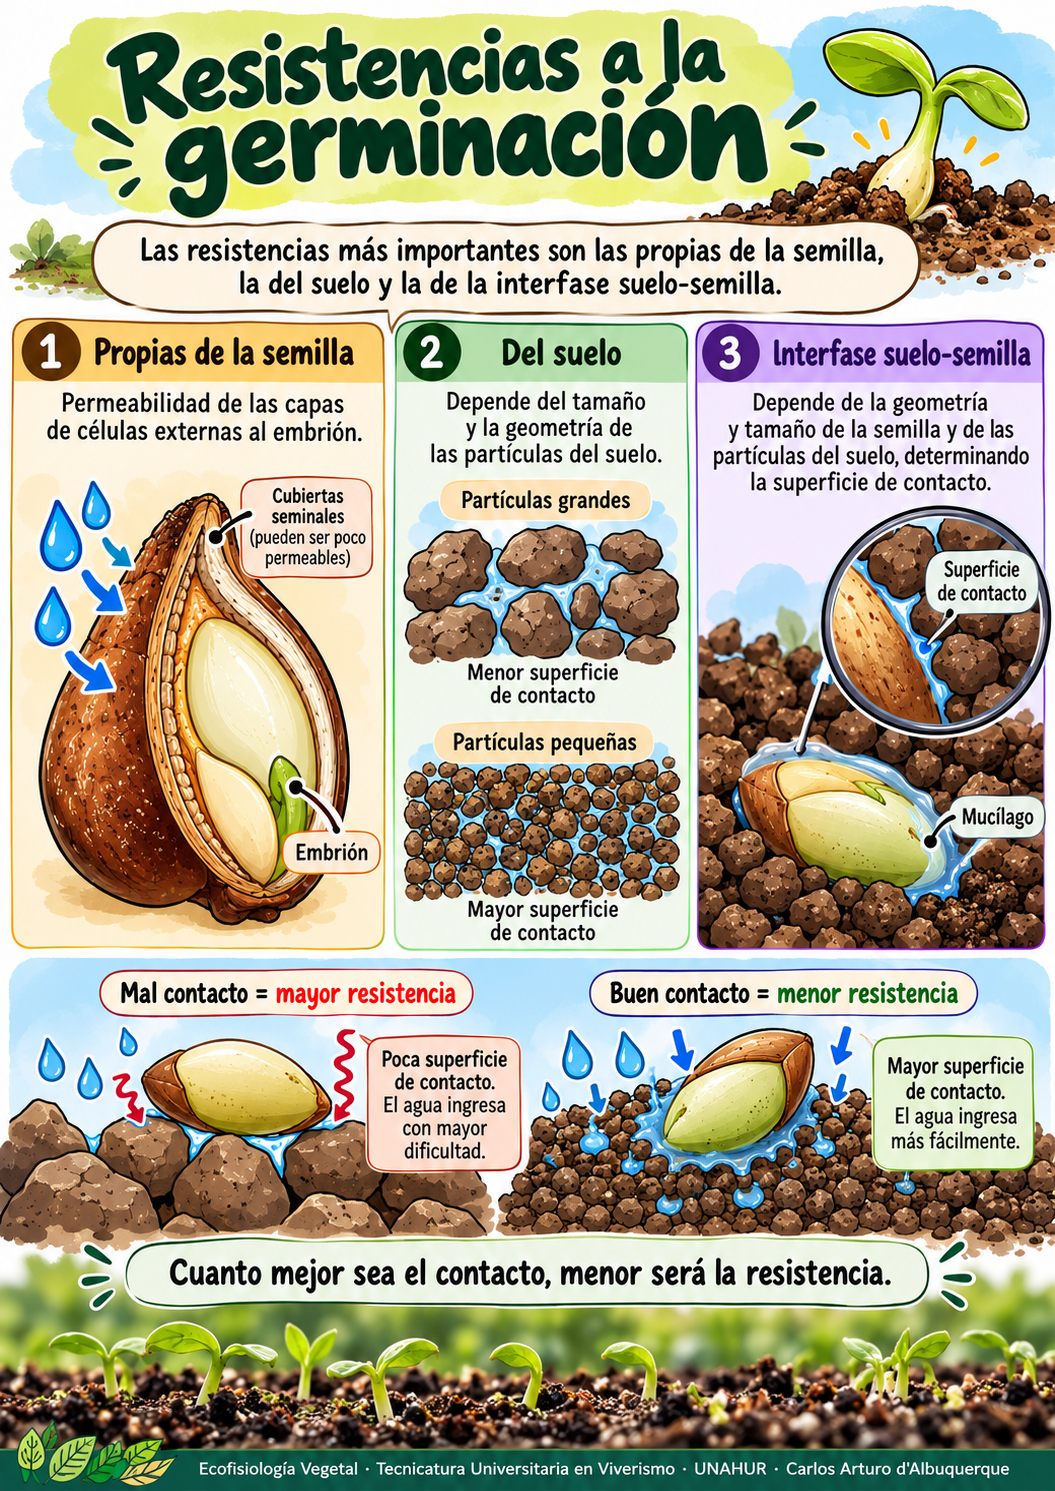 Resistencias a la
germinación
Las resistencias más importantes son las propias de la semilla,
la del suelo y la de la interfase suelo-semilla.
1 Propias de la semilla
Permeabilidad de las capas
de células externas al embrión.
Cubiertas
seminales
(pueden ser poco
permeables)
Embrión
2 Del suelo
Depende del tamaño
y la geometría de
las partículas del suelo.
Partículas grandes
Menor superficie
de contacto
Partículas pequeñas
Mayor superficie
de contacto
3 Interfase suelo-semilla
Depende de la geometría
y tamaño de la semilla y de las
partículas del suelo, determinando
la superficie de contacto.
Superficie
de contacto
Mucílago
Mal contacto = mayor resistencia
Poca superficie
de contacto.
El agua ingresa
con mayor
dificultad.
Buen contacto = menor resistencia
Mayor superficie
de contacto.
El agua ingresa
más fácilmente.
Cuanto mejor sea el contacto, menor será la resistencia.
Ecofisiología Vegetal · Tecnicatura Universitaria en Viverismo · UNAHUR · Carlos Arturo d'Albuquerque